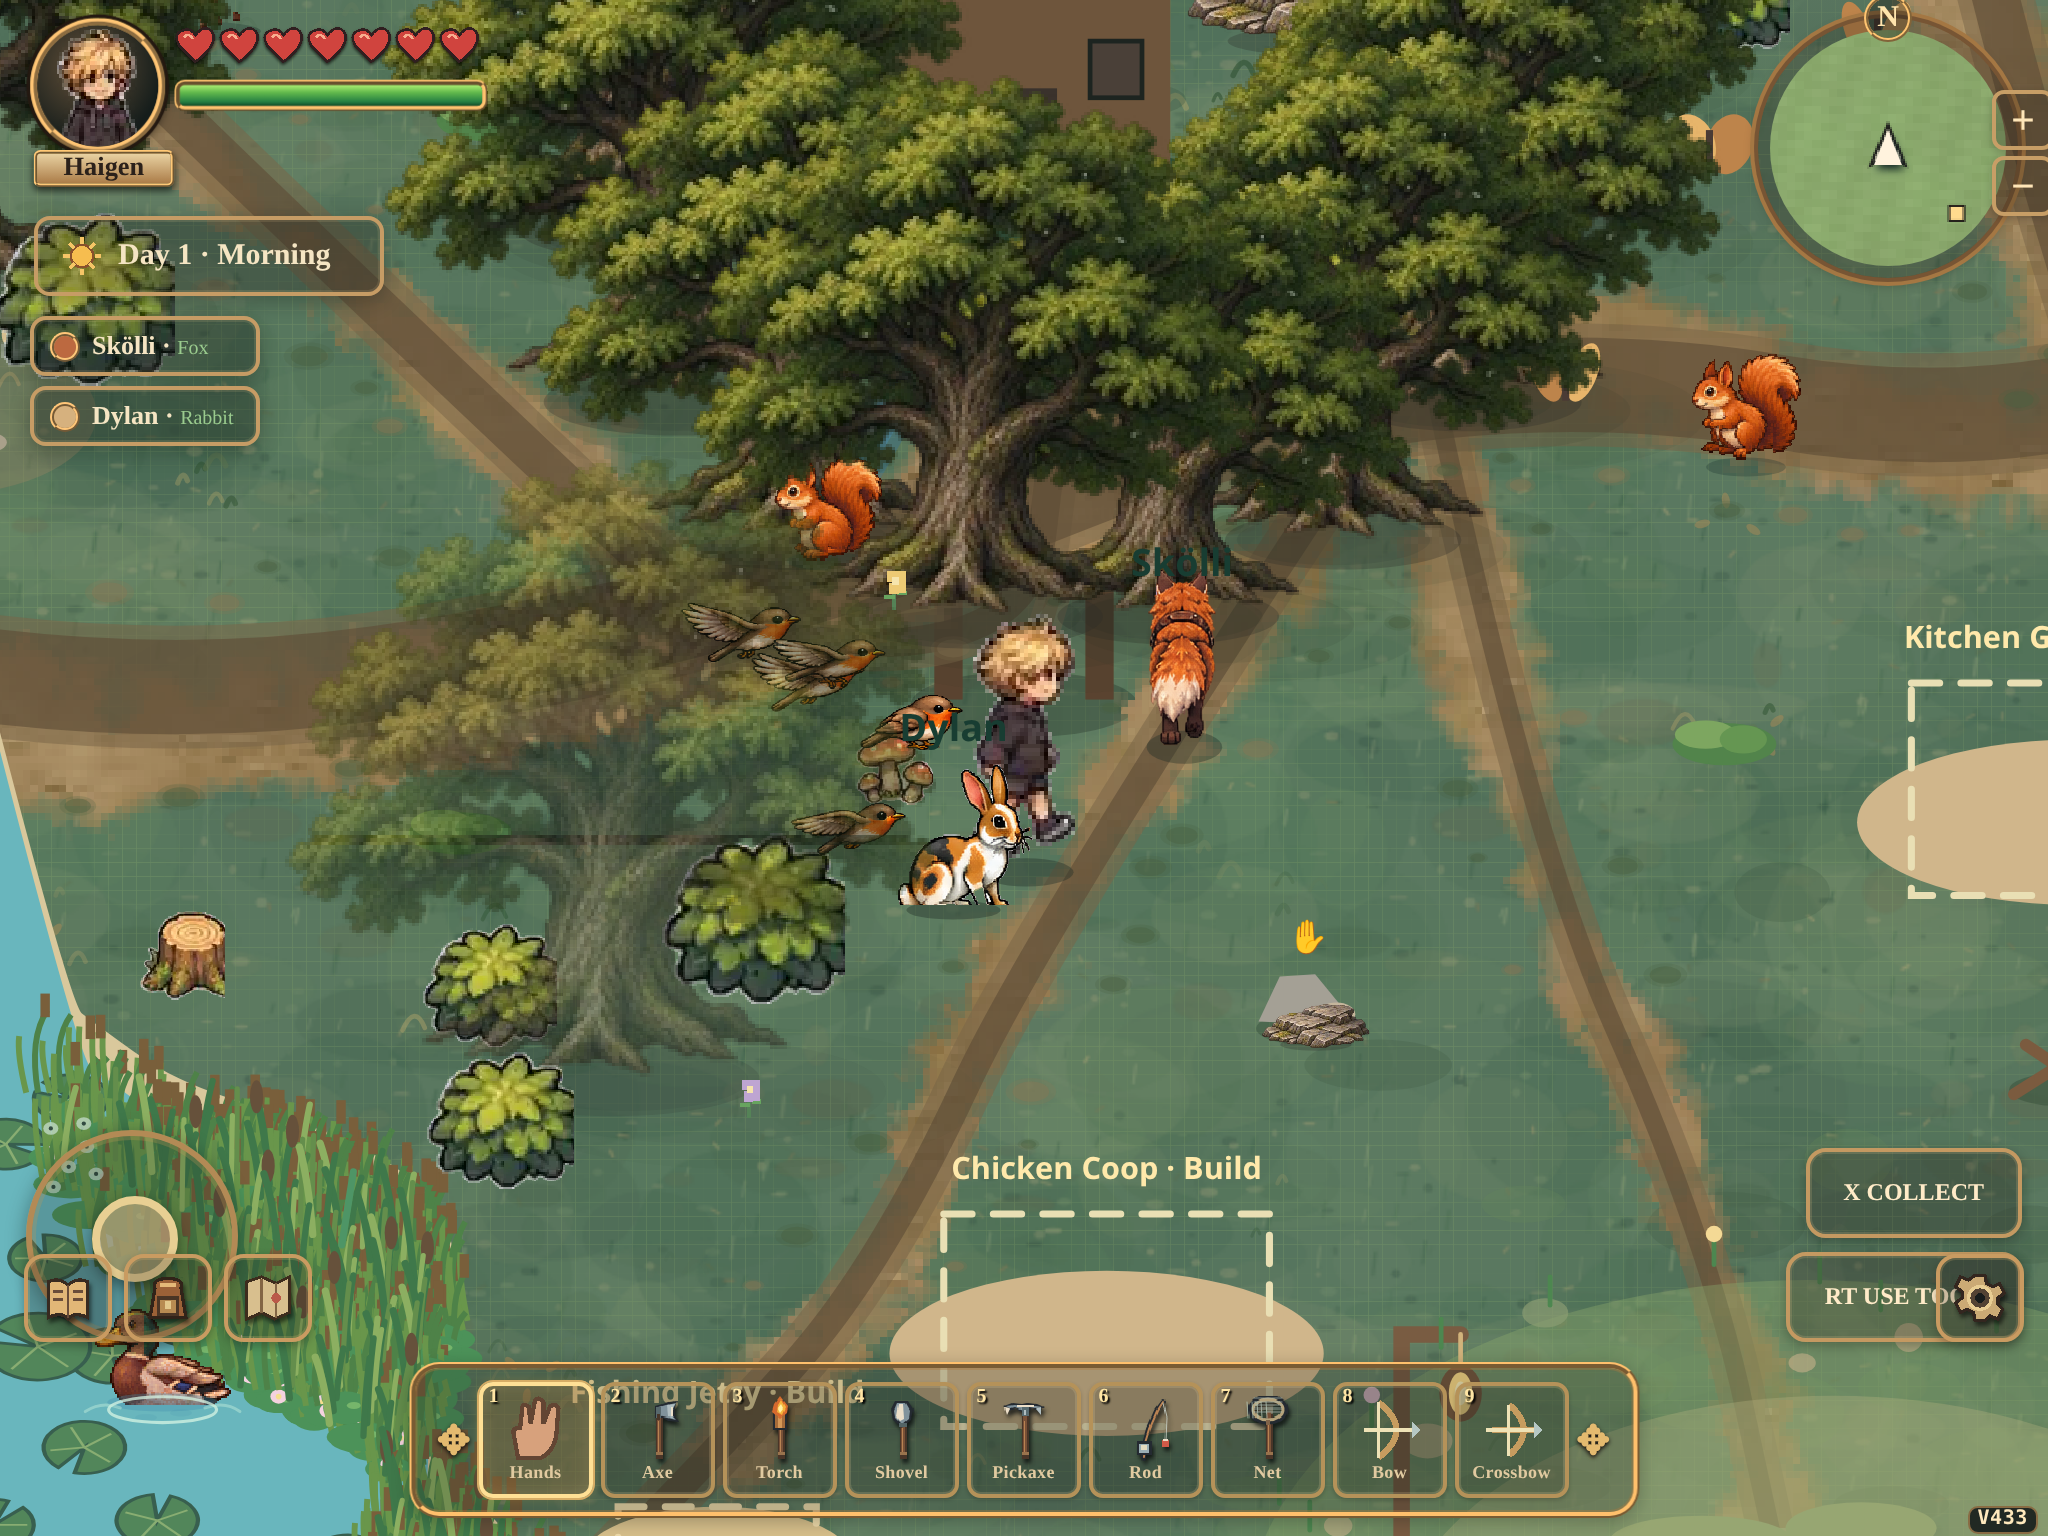 N
Haigen
+
−
Day 1 · Morning
Skölli · Fox
Dylan · Rabbit
Skölli
Kitchen G
Dylan
Chicken Coop · Build
X COLLECT
RT USE TOO
Fishing Jetty · Build
1 2 3 4 5 6 7 8 9
Hands Axe Torch Shovel Pickaxe Rod Net Bow Crossbow
V433